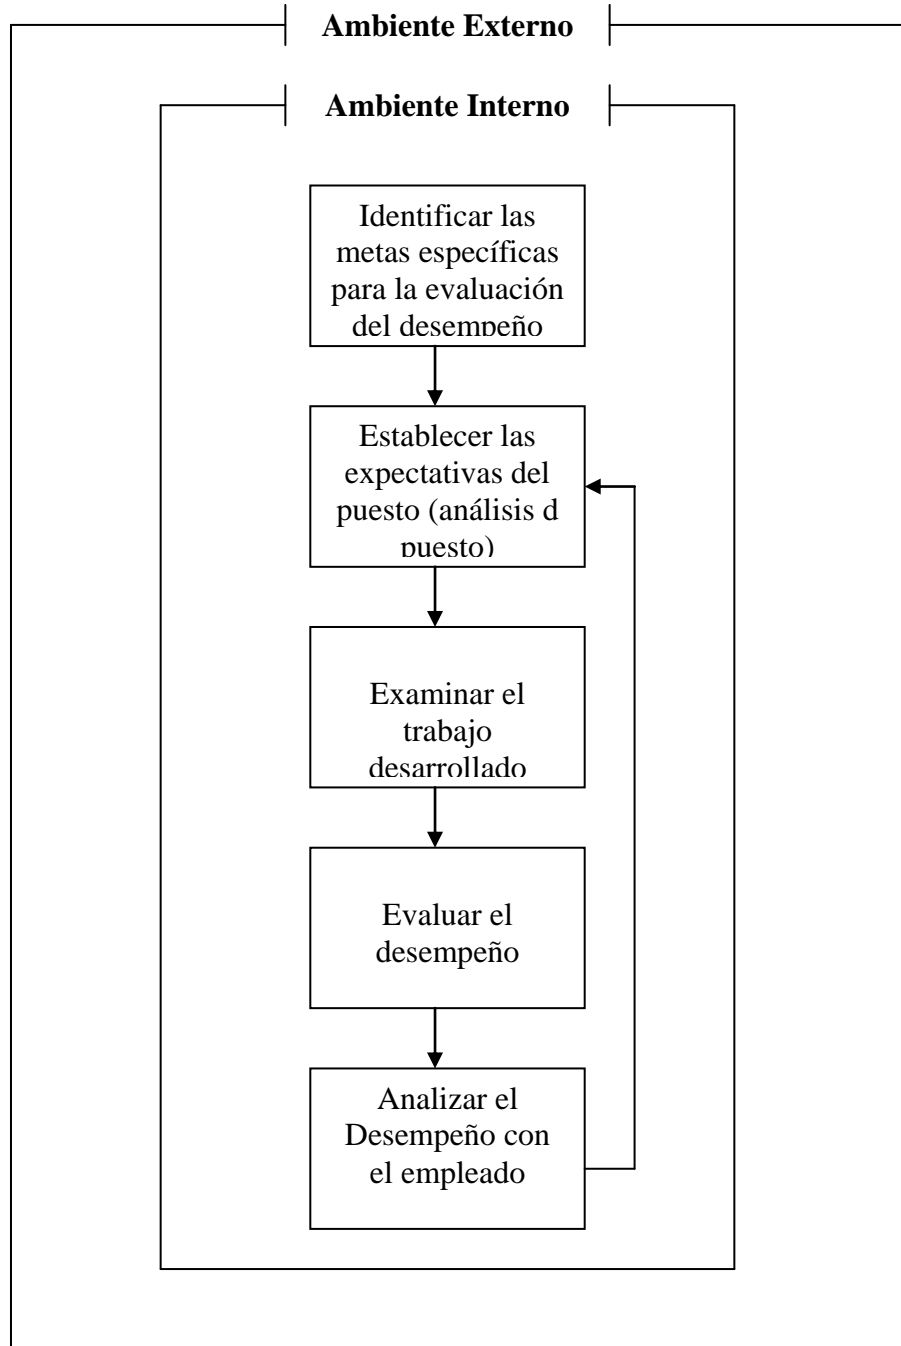 Ambiente Externo
Ambiente Interno
Identificar las
metas específicas
para la evaluación
del desempeño
Establecer las
expectativas del
puesto (análisis d
puesto)
Examinar el
trabajo
desarrollado
Evaluar el
desempeño
Analizar el
Desempeño con
el empleado